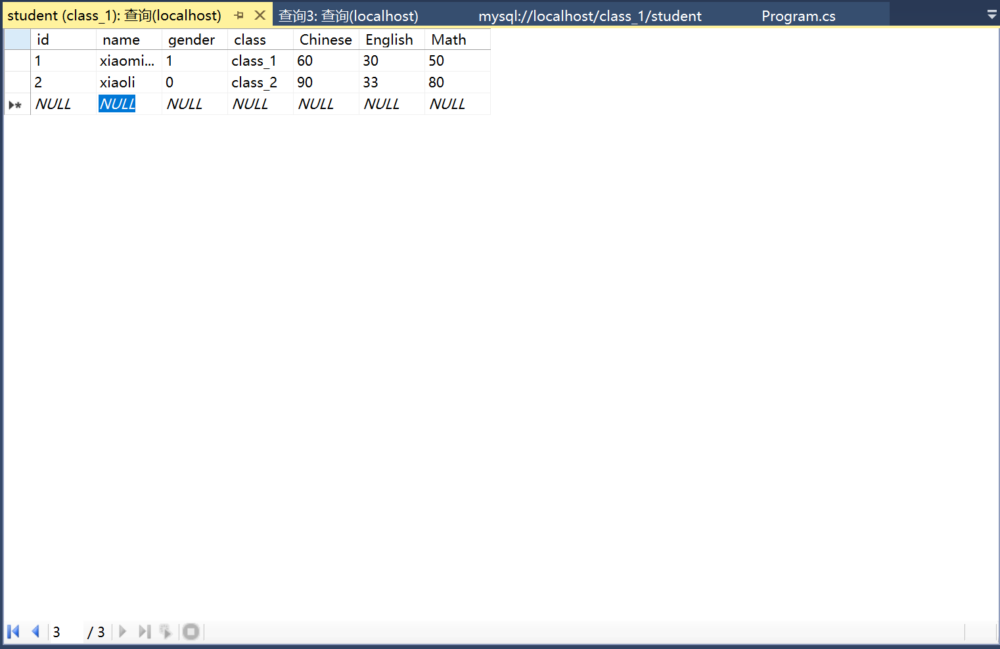 student (class_1): 查询(localhost) 查询3: 查询(localhost) mysql://localhost/class_1/student Program.cs
id name gender class Chinese English Math
1 xiaomi... 1 class_1 60 30 50
2 xiaoli 0 class_2 90 33 80
NULL NULL NULL NULL NULL NULL NULL
3 / 3